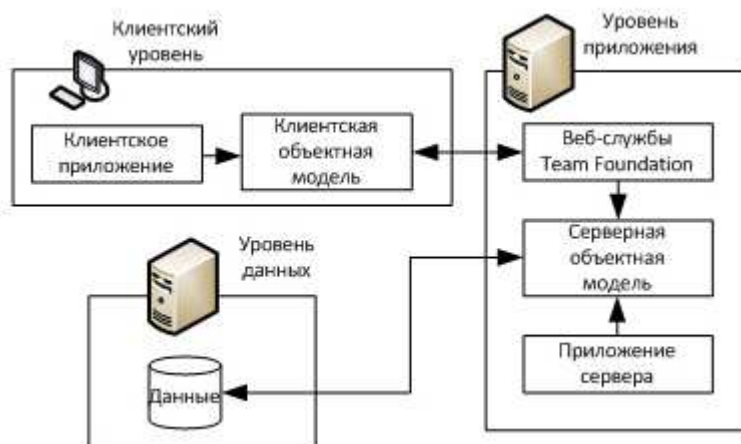 Клиентский
уровень
Клиентское
приложение
Клиентская
объектная
модель
Уровень
приложения
Веб-службы
Team Foundation
Серверная
объектная
модель
Приложение
сервера
Уровень
данных
Данные